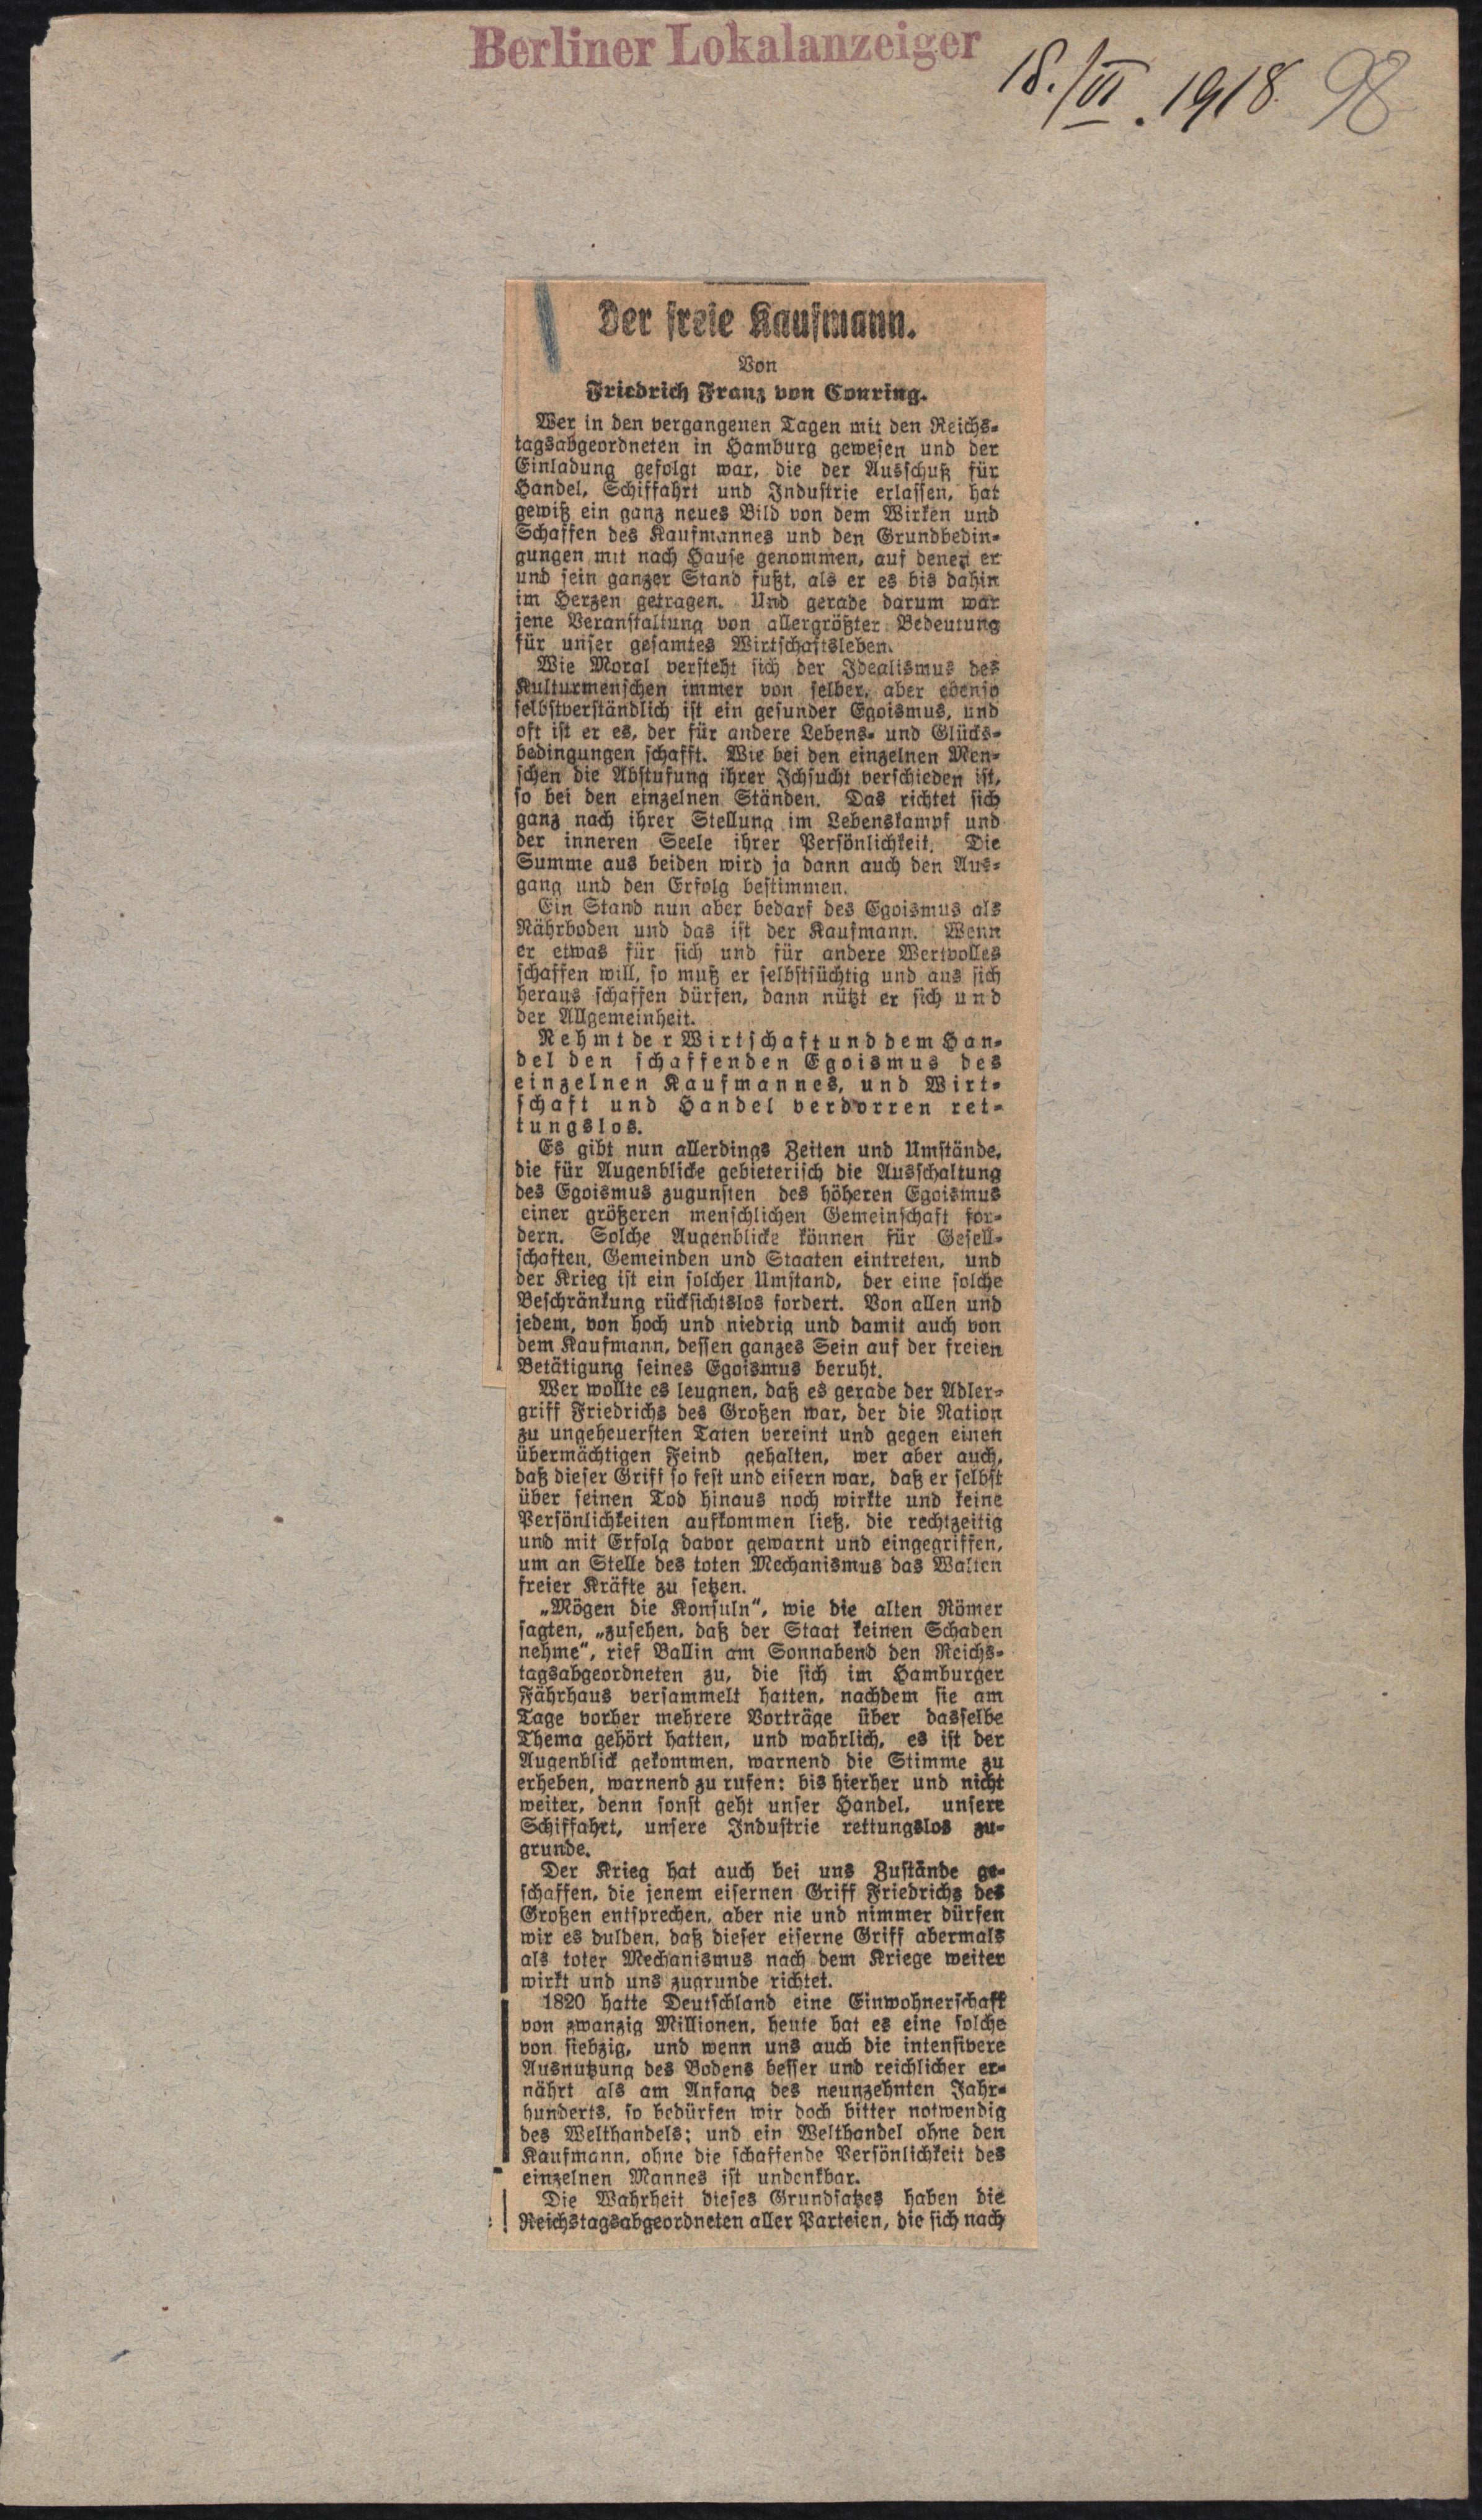 Berliner Lokalanzeiger
18./VI. 1918. 98
Der freie Kaufmann.
Von
Friedrich Franz von Conring.
Wer in den vergangenen Tagen mit den Reichs-
tagsabgeordneten in Hamburg gewesen und der
Einladung gefolgt war, die der Ausschuß für
Handel, Schiffahrt und Industrie erlassen, hat
gewiß ein ganz neues Bild von dem Wirken und
Schaffen des Kaufmannes und den Grundbedin-
gungen mit nach Hause genommen, auf denen er
und sein ganzer Stand fußt, als er es bis dahin
im Herzen getragen. Und gerade darum war
jene Veranstaltung von allergrößter Bedeutung
für unser gesamtes Wirtschaftsleben.
Wie Moral versteht sich der Idealismus des
Kulturmenschen immer von selber, aber ebenso
selbstverständlich ist ein gesunder Egoismus, und
oft ist er es, der für andere Lebens- und Glücks-
bedingungen schafft. Wie bei den einzelnen Men-
schen die Abstufung ihrer Ichsucht verschieden ist,
so bei den einzelnen Ständen. Das richtet sich
ganz nach ihrer Stellung im Lebenskampf und
der inneren Seele ihrer Persönlichkeit. Die
Summe aus beiden wird ja dann auch den Aus-
gang und den Erfolg bestimmen.
Ein Stand nun aber bedarf des Egoismus als
Nährboden und das ist der Kaufmann. Wenn
er etwas für sich und für andere Wertvolles
schaffen will, so muß er selbstsüchtig und aus sich
heraus schaffen dürfen, dann nützt er sich und
der Allgemeinheit.
Nehmt der Wirtschaft und dem Han-
del den schaffenden Egoismus des
einzelnen Kaufmannes, und Wirt-
schaft und Handel verdorren ret-
tungslos.
Es gibt nun allerdings Zeiten und Umstände,
die für Augenblicke gebieterisch die Ausschaltung
des Egoismus zugunsten des höheren Egoismus
einer größeren menschlichen Gemeinschaft for-
dern. Solche Augenblicke können für Gesell-
schaften, Gemeinden und Staaten eintreten, und
der Krieg ist ein solcher Umstand, der eine solche
Beschränkung rücksichtslos fordert. Von allen und
jedem, von hoch und niedrig und damit auch von
dem Kaufmann, dessen ganzes Sein auf der freien
Betätigung seines Egoismus beruht.
Wer wollte es leugnen, daß es gerade der Adler-
griff Friedrichs des Großen war, der die Nation
zu ungeheuersten Taten vereint und gegen einen
übermächtigen Feind gehalten, wer aber auch,
daß dieser Griff so fest und eisern war, daß er selbst
über seinen Tod hinaus noch wirkte und keine
Persönlichkeiten aufkommen ließ, die rechtzeitig
und mit Erfolg davor gewarnt und eingegriffen,
um an Stelle des toten Mechanismus das Walten
freier Kräfte zu setzen.
„Mögen die Konsuln“, wie die alten Römer
sagten, „zusehen, daß der Staat keinen Schaden
nehme“, rief Ballin am Sonnabend den Reichs-
tagsabgeordneten zu, die sich im Hamburger
Fährhaus versammelt hatten, nachdem sie am
Tage vorher mehrere Vorträge über dasselbe
Thema gehört hatten, und wahrlich, es ist der
Augenblick gekommen, warnend die Stimme zu
erheben, warnend zu rufen: bis hierher und nicht
weiter, denn sonst geht unser Handel, unsere
Schiffahrt, unsere Industrie rettungslos zu-
grunde.
Der Krieg hat auch bei uns Zustände ge-
schaffen, die jenem eisernen Griff Friedrichs des
Großen entsprechen, aber nie und nimmer dürfen
wir es dulden, daß dieser eiserne Griff abermals
als toter Mechanismus nach dem Kriege weiter
wirkt und uns zugrunde richtet.
1820 hatte Deutschland eine Einwohnerschaft
von zwanzig Millionen, heute hat es eine solche
von siebzig, und wenn uns auch die intensivere
Ausnutzung des Bodens besser und reichlicher er-
nährt als am Anfang des neunzehnten Jahr-
hunderts, so bedürfen wir doch bitter notwendig
des Welthandels; und ein Welthandel ohne den
Kaufmann, ohne die schaffende Persönlichkeit des
einzelnen Mannes ist undenkbar.
Die Wahrheit dieses Grundsatzes haben die
Reichstagsabgeordneten aller Parteien, die sich nach